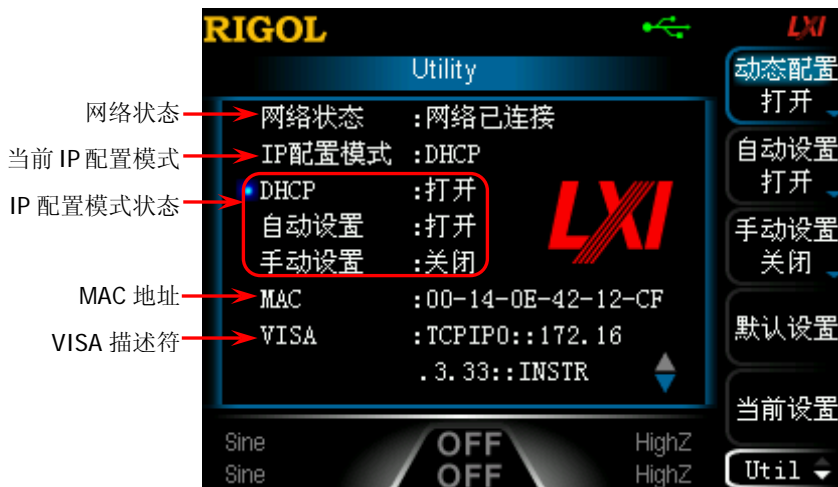 RIGOL
LXI
Utility
网络状态
当前 IP 配置模式
IP 配置模式状态
MAC 地址
VISA 描述符
网络状态 :网络已连接
IP配置模式 :DHCP
DHCP :打开
自动设置 :打开
手动设置 :关闭
LXI
MAC :00-14-0E-42-12-CF
VISA :TCPIP0::172.16
.3.33::INSTR
动态配置
打开
自动设置
打开
手动设置
关闭
默认设置
当前设置
Util
Sine OFF HighZ
Sine OFF HighZ